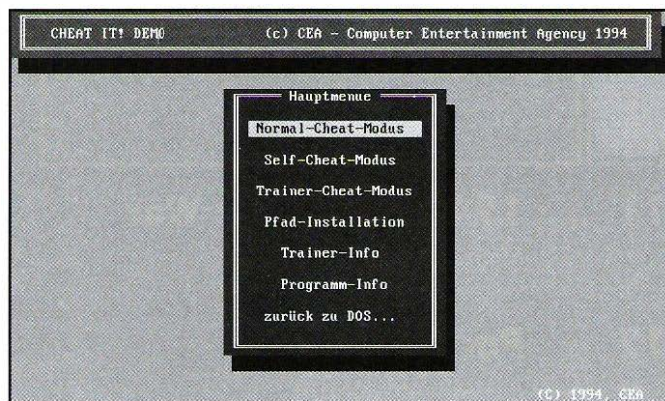 CHEAT IT! DEMO (c) CEA - Computer Entertainment Agency 1994
Hauptmenue
Normal-Cheat-Modus
Self-Cheat-Modus
Trainer-Cheat-Modus
Pfad-Installation
Trainer-Info
Programm-Info
zurück zu DOS...
(C) 1994, CEA